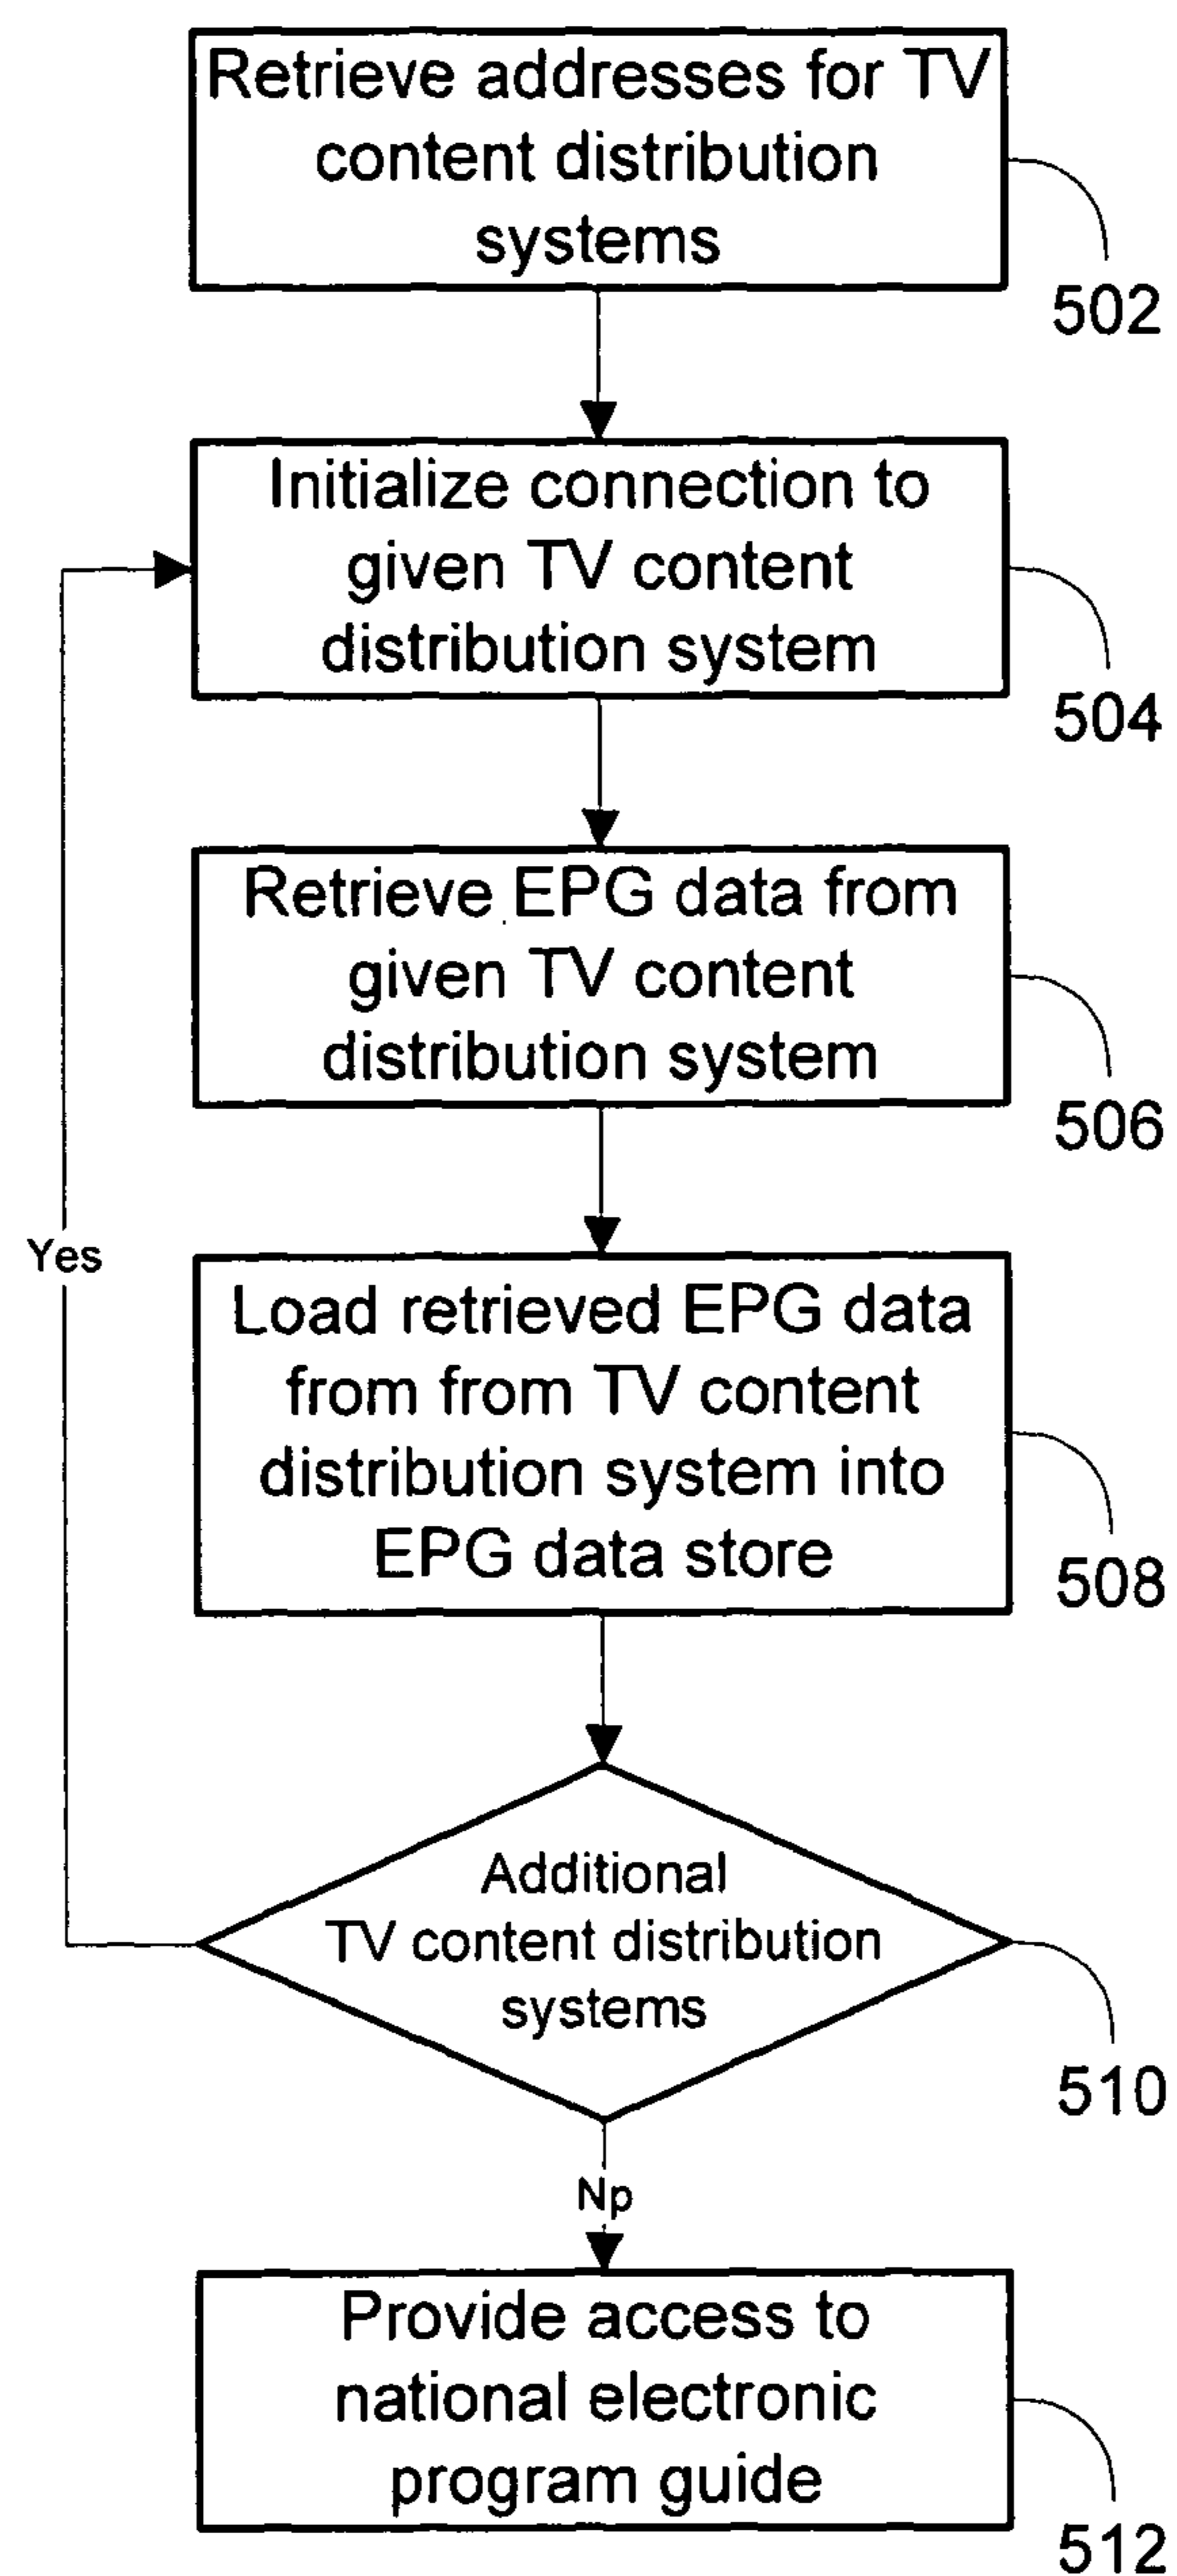 Retrieve addresses for TV
content distribution
systems
502
Initialize connection to
given TV content
distribution system
504
Retrieve EPG data from
given TV content
distribution system
506
Yes
Load retrieved EPG data
from from TV content
distribution system into
EPG data store
508
Additional
TV content distribution
systems
510
Np
Provide access to
national electronic
program guide
512